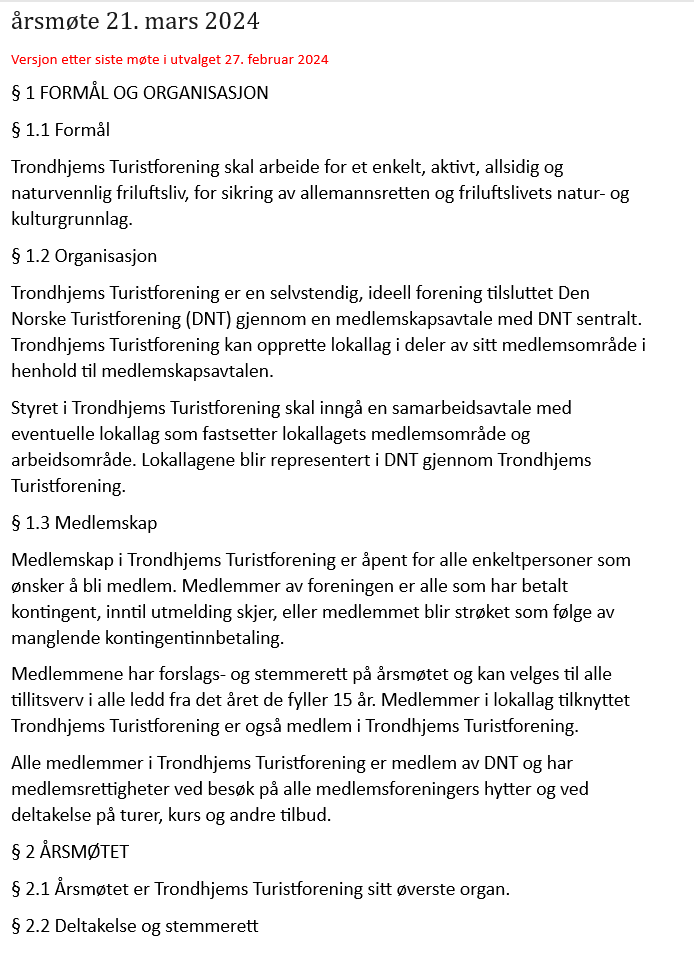 årsmøte 21. mars 2024
Versjon etter siste møte i utvalget 27. februar 2024
§ 1 FORMÅL OG ORGANISASJON
§ 1.1 Formål
Trondhjems Turistforening skal arbeide for et enkelt, aktivt, allsidig og
naturvennlig friluftsliv, for sikring av allemannsretten og friluftslivets natur- og
kulturgrunnlag.
§ 1.2 Organisasjon
Trondhjems Turistforening er en selvstendig, ideell forening tilsluttet Den
Norske Turistforening (DNT) gjennom en medlemskapsavtale med DNT sentralt.
Trondhjems Turistforening kan opprette lokallag i deler av sitt medlemsområde i
henhold til medlemskapsavtalen.
Styret i Trondhjems Turistforening skal inngå en samarbeidsavtale med
eventuelle lokallag som fastsetter lokallagets medlemsområde og
arbeidsområde. Lokallagene blir representert i DNT gjennom Trondhjems
Turistforening.
§ 1.3 Medlemskap
Medlemskap i Trondhjems Turistforening er åpent for alle enkeltpersoner som
ønsker å bli medlem. Medlemmer av foreningen er alle som har betalt
kontingent, inntil utmelding skjer, eller medlemmet blir strøket som følge av
manglende kontingentinnbetaling.
Medlemmene har forslags- og stemmerett på årsmøtet og kan velges til alle
tillitsverv i alle ledd fra det året de fyller 15 år. Medlemmer i lokallag tilknyttet
Trondhjems Turistforening er også medlem i Trondhjems Turistforening.
Alle medlemmer i Trondhjems Turistforening er medlem av DNT og har
medlemsrettigheter ved besøk på alle medlemsforeningers hytter og ved
deltakelse på turer, kurs og andre tilbud.
§ 2 ÅRSMØTET
§ 2.1 Årsmøtet er Trondhjems Turistforening sitt øverste organ.
§ 2.2 Deltakelse og stemmerett